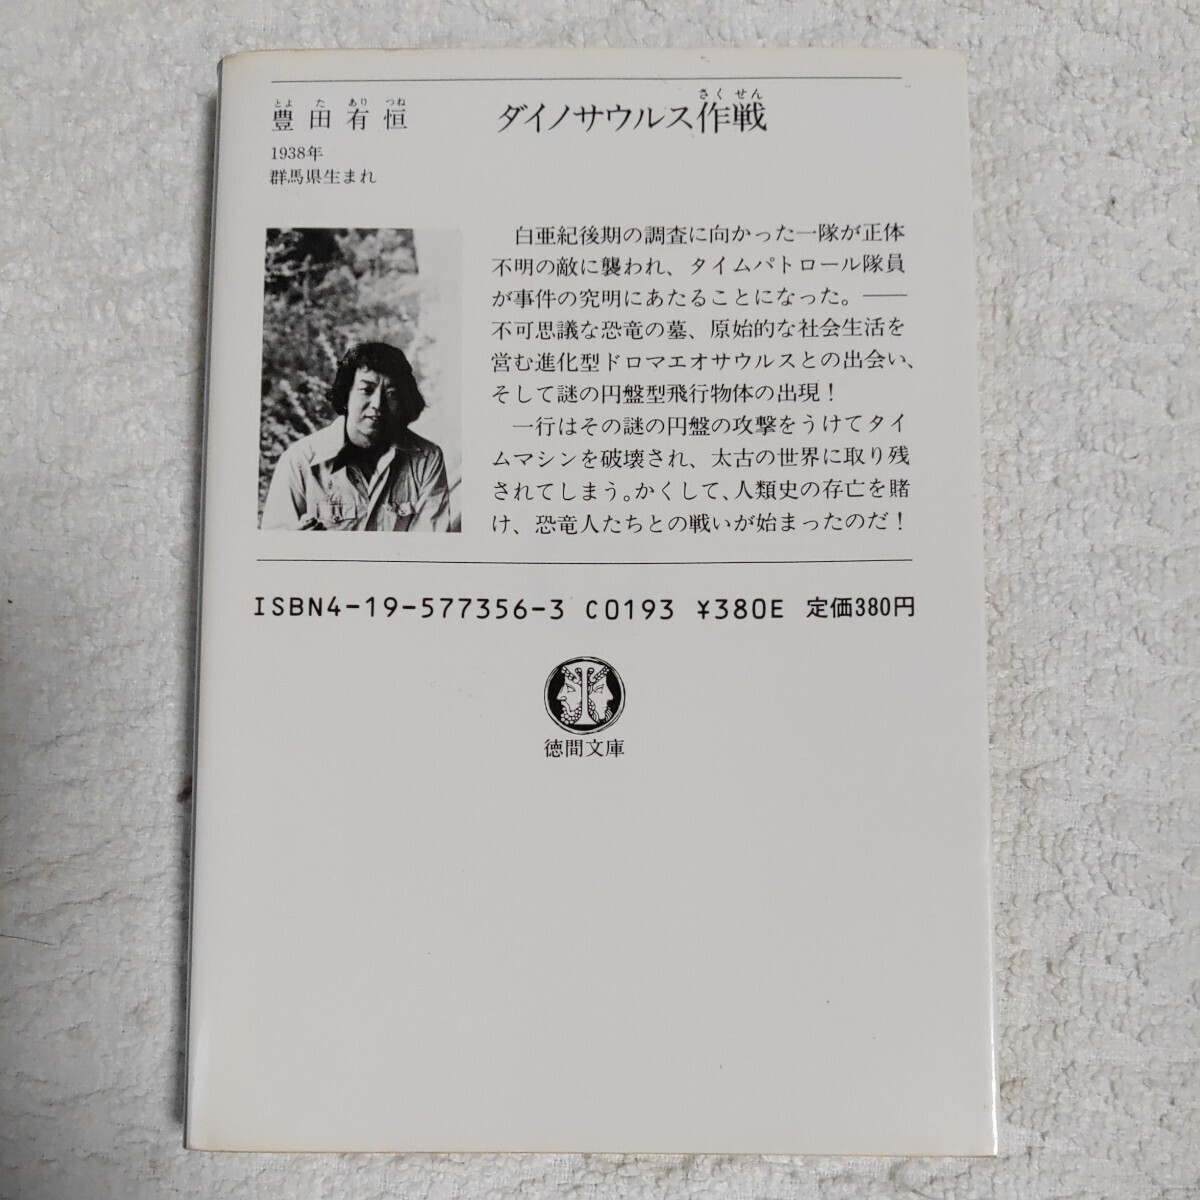 とよ た あり つね
豊田有恒
1938年
群馬県生まれ
さくせん
ダイノサウルス作戦
白亜紀後期の調査に向かった一隊が正体
不明の敵に襲われ、タイムパトロール隊員
が事件の究明にあたることになった。――
不可思議な恐竜の墓、原始的な社会生活を
営む進化型ドロマエオサウルスとの出会い、
そして謎の円盤型飛行物体の出現！
一行はその謎の円盤の攻撃をうけてタイ
ムマシンを破壊され、太古の世界に取り残
されてしまう。かくして、人類史の存亡を賭
け、恐竜人たちとの戦いが始まったのだ！
ISBN4-19-577356-3 C0193 ¥380E 定価380円
徳間文庫